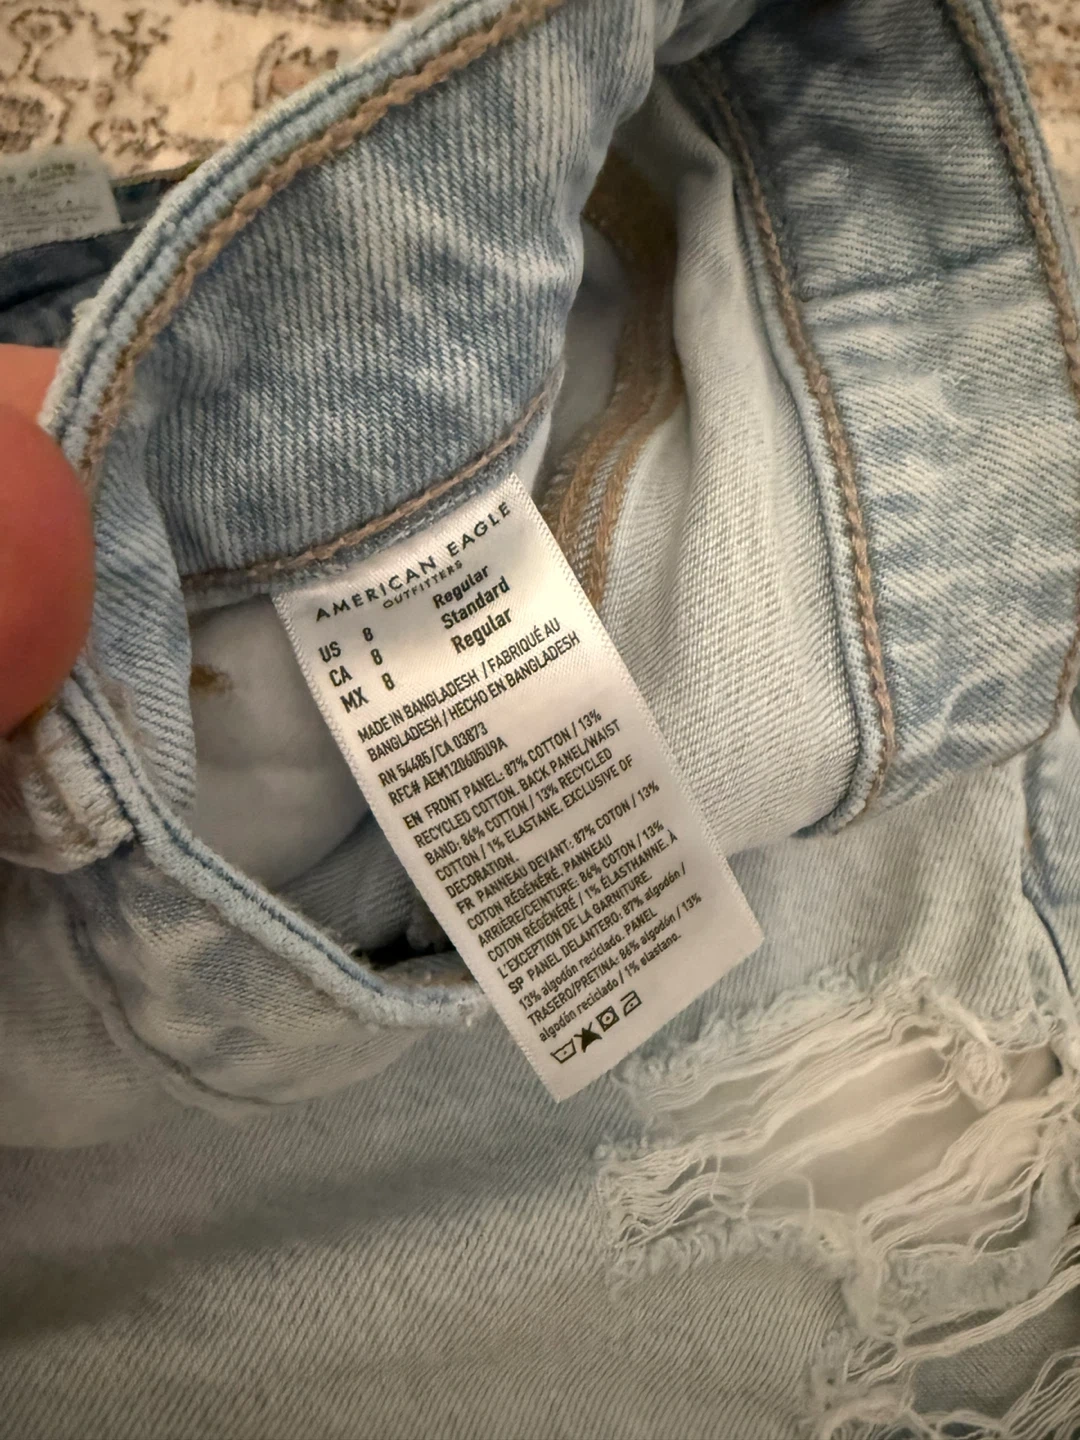 AMERICAN EAGLE
OUTFITTERS
US 8 Regular
CA 8 Standard
MX 8 Regular
MADE IN BANGLADESH / FABRIQUÉ AU
BANGLADESH / HECHO EN BANGLADESH
RN 54485 / CA 03873
RFC# AEM120605U9A
EN FRONT PANEL: 87% COTTON / 13%
RECYCLED COTTON. BACK PANEL/WAIST
BAND: 86% COTTON / 13% RECYCLED
COTTON / 1% ELASTANE. EXCLUSIVE OF
DECORATION.
FR PANNEAU DEVANT: 87% COTON / 13%
COTON RÉGÉNÉRÉ. PANNEAU
ARRIÈRE/CEINTURE: 86% COTON / 13%
COTON RÉGÉNÉRÉ / 1% ÉLASTHANNE. À
L'EXCEPTION DE LA GARNITURE.
SP PANEL DELANTERO: 87% algodón /
13% algodón reciclado. PANEL
TRASERO/PRETINA: 86% algodón / 13%
algodón reciclado / 1% elastano.